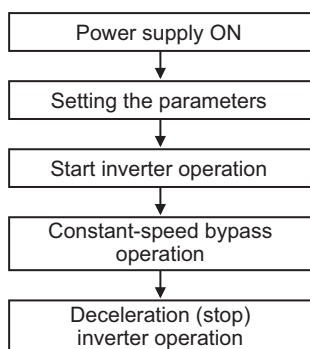 Power supply ON
Setting the parameters
Start inverter operation
Constant-speed bypass
operation
Deceleration (stop)
inverter operation